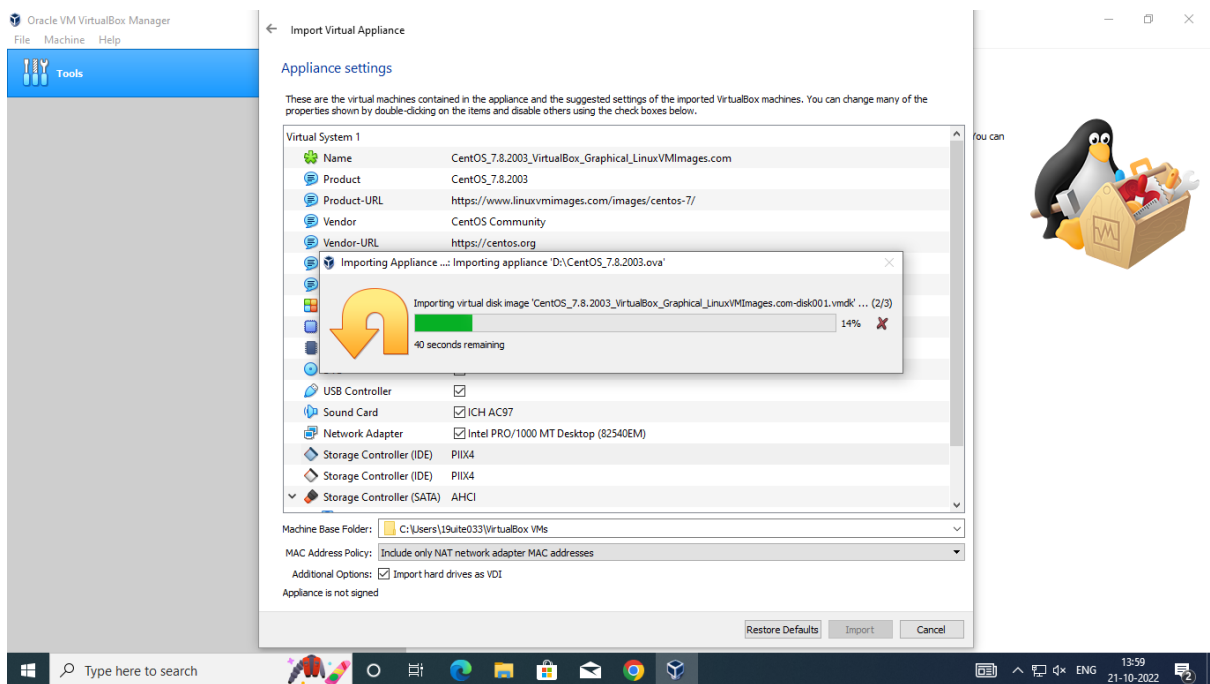 Oracle VM VirtualBox Manager
File Machine Help
Tools
Import Virtual Appliance
Appliance settings
These are the virtual machines contained in the appliance and the suggested settings of the imported VirtualBox machines. You can change many of the
properties shown by double-clicking on the items and disable others using the check boxes below.
You can
Virtual System 1
Name CentOS_7.8.2003_VirtualBox_Graphical_LinuxVMImages.com
Product CentOS_7.8.2003
Product-URL https://www.linuxvmimages.com/images/centos-7/
Vendor CentOS Community
Vendor-URL https://centos.org
Importing Appliance ...: Importing appliance 'D:\CentOS_7.8.2003.ova'
Importing virtual disk image 'CentOS_7.8.2003_VirtualBox_Graphical_LinuxVMImages.com-disk001.vmdk' ... (2/3)
14%
40 seconds remaining
USB Controller
Sound Card ICH AC97
Network Adapter Intel PRO/1000 MT Desktop (82540EM)
Storage Controller (IDE) PIIX4
Storage Controller (IDE) PIIX4
Storage Controller (SATA) AHCI
Machine Base Folder: C:\Users\19uite033\VirtualBox VMs
MAC Address Policy: Include only NAT network adapter MAC addresses
Additional Options: Import hard drives as VDI
Appliance is not signed
Restore Defaults Import Cancel
Type here to search
ENG
13:59
21-10-2022
2